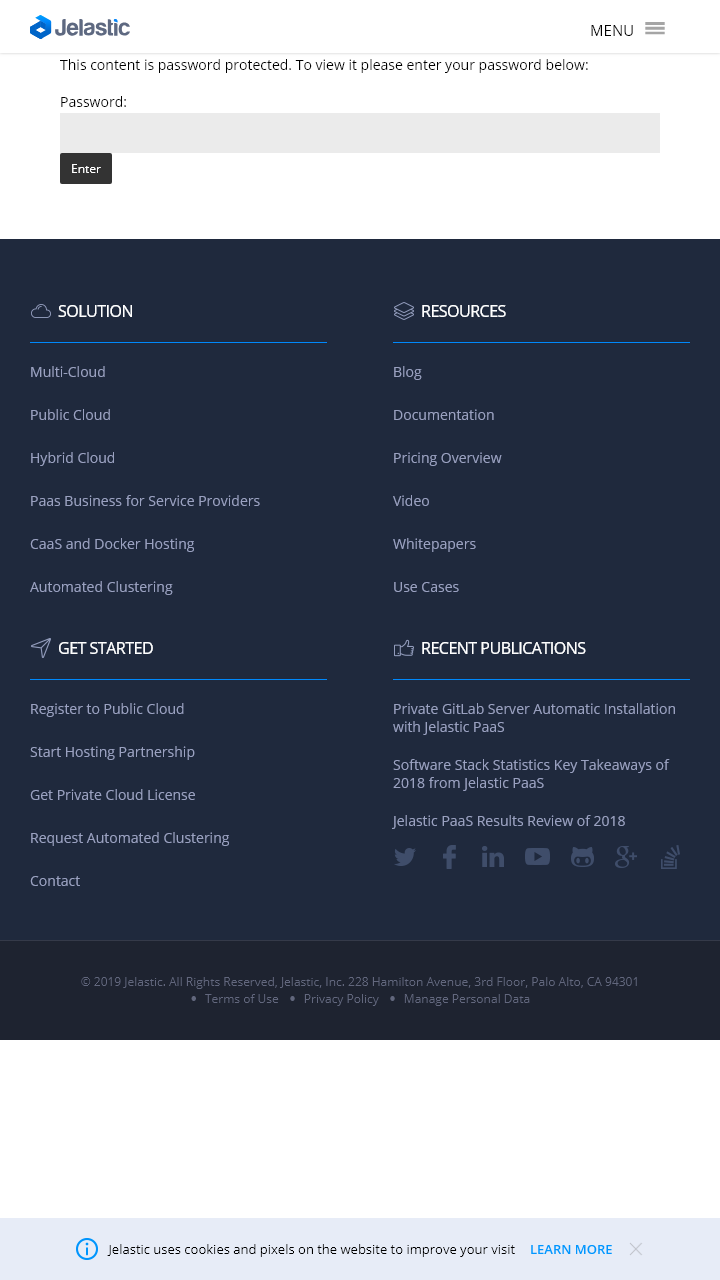 Jelastic
MENU
This content is password protected. To view it please enter your password below:
Password:
Enter
SOLUTION
Multi-Cloud
Public Cloud
Hybrid Cloud
Paas Business for Service Providers
CaaS and Docker Hosting
Automated Clustering
RESOURCES
Blog
Documentation
Pricing Overview
Video
Whitepapers
Use Cases
GET STARTED
Register to Public Cloud
Start Hosting Partnership
Get Private Cloud License
Request Automated Clustering
Contact
RECENT PUBLICATIONS
Private GitLab Server Automatic Installation
with Jelastic PaaS
Software Stack Statistics Key Takeaways of
2018 from Jelastic PaaS
Jelastic PaaS Results Review of 2018
© 2019 Jelastic. All Rights Reserved, Jelastic, Inc. 228 Hamilton Avenue, 3rd Floor, Palo Alto, CA 94301
• Terms of Use • Privacy Policy • Manage Personal Data
Jelastic uses cookies and pixels on the website to improve your visit LEARN MORE